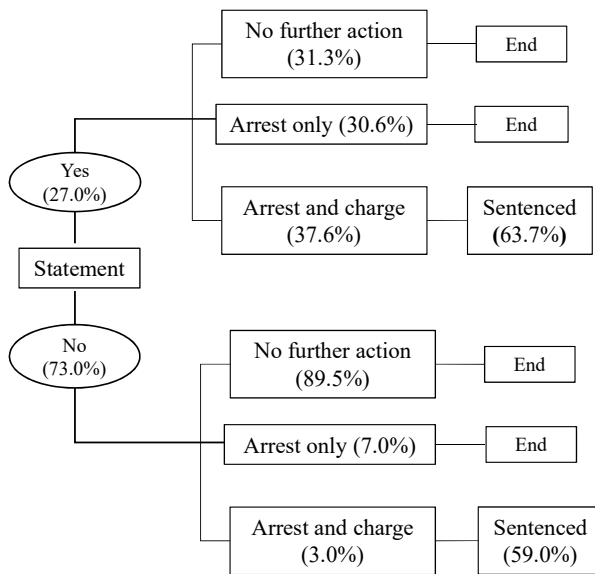 No further action
(31.3%)
End
Arrest only (30.6%)
End
Yes
(27.0%)
Arrest and charge
(37.6%)
Sentenced
(63.7%)
Statement
No
(73.0%)
No further action
(89.5%)
End
Arrest only (7.0%)
End
Arrest and charge
(3.0%)
Sentenced
(59.0%)